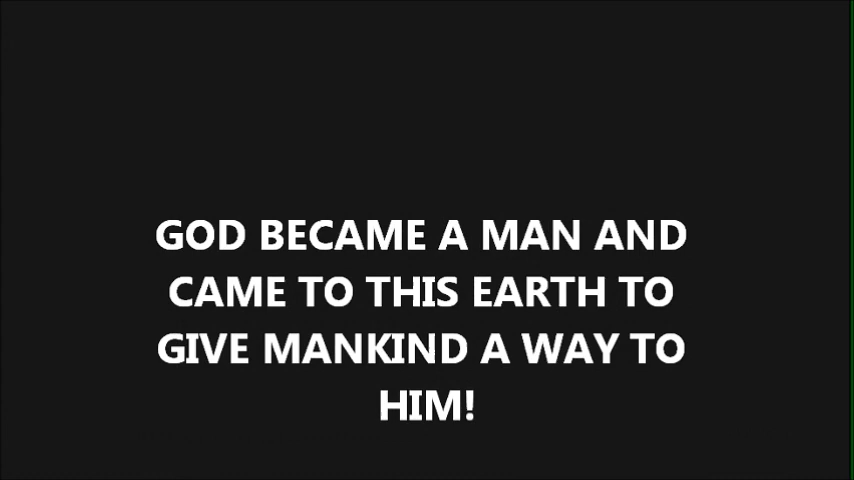 GOD BECAME A MAN AND
CAME TO THIS EARTH TO
GIVE MANKIND A WAY TO
HIM!